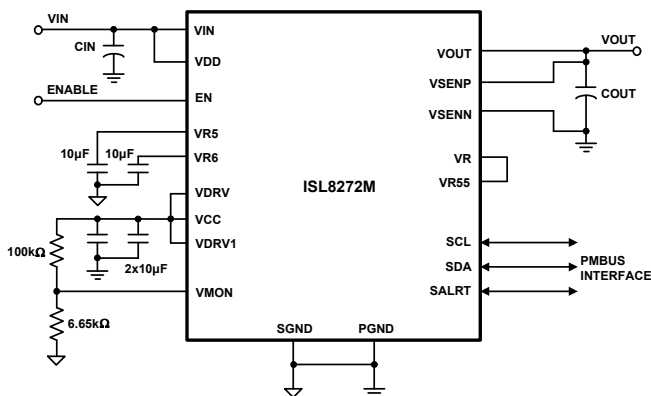 VIN
CIN
ENABLE
10µF
10µF
100kΩ
2x10µF
6.65kΩ
VIN
VDD
EN
VR5
VR6
VDRV
VCC
VDRV1
VMON
ISL8272M
SGND
PGND
VOUT
VSENP
VSENN
VR
VR55
SCL
SDA
SALRT
VOUT
COUT
PMBUS
INTERFACE